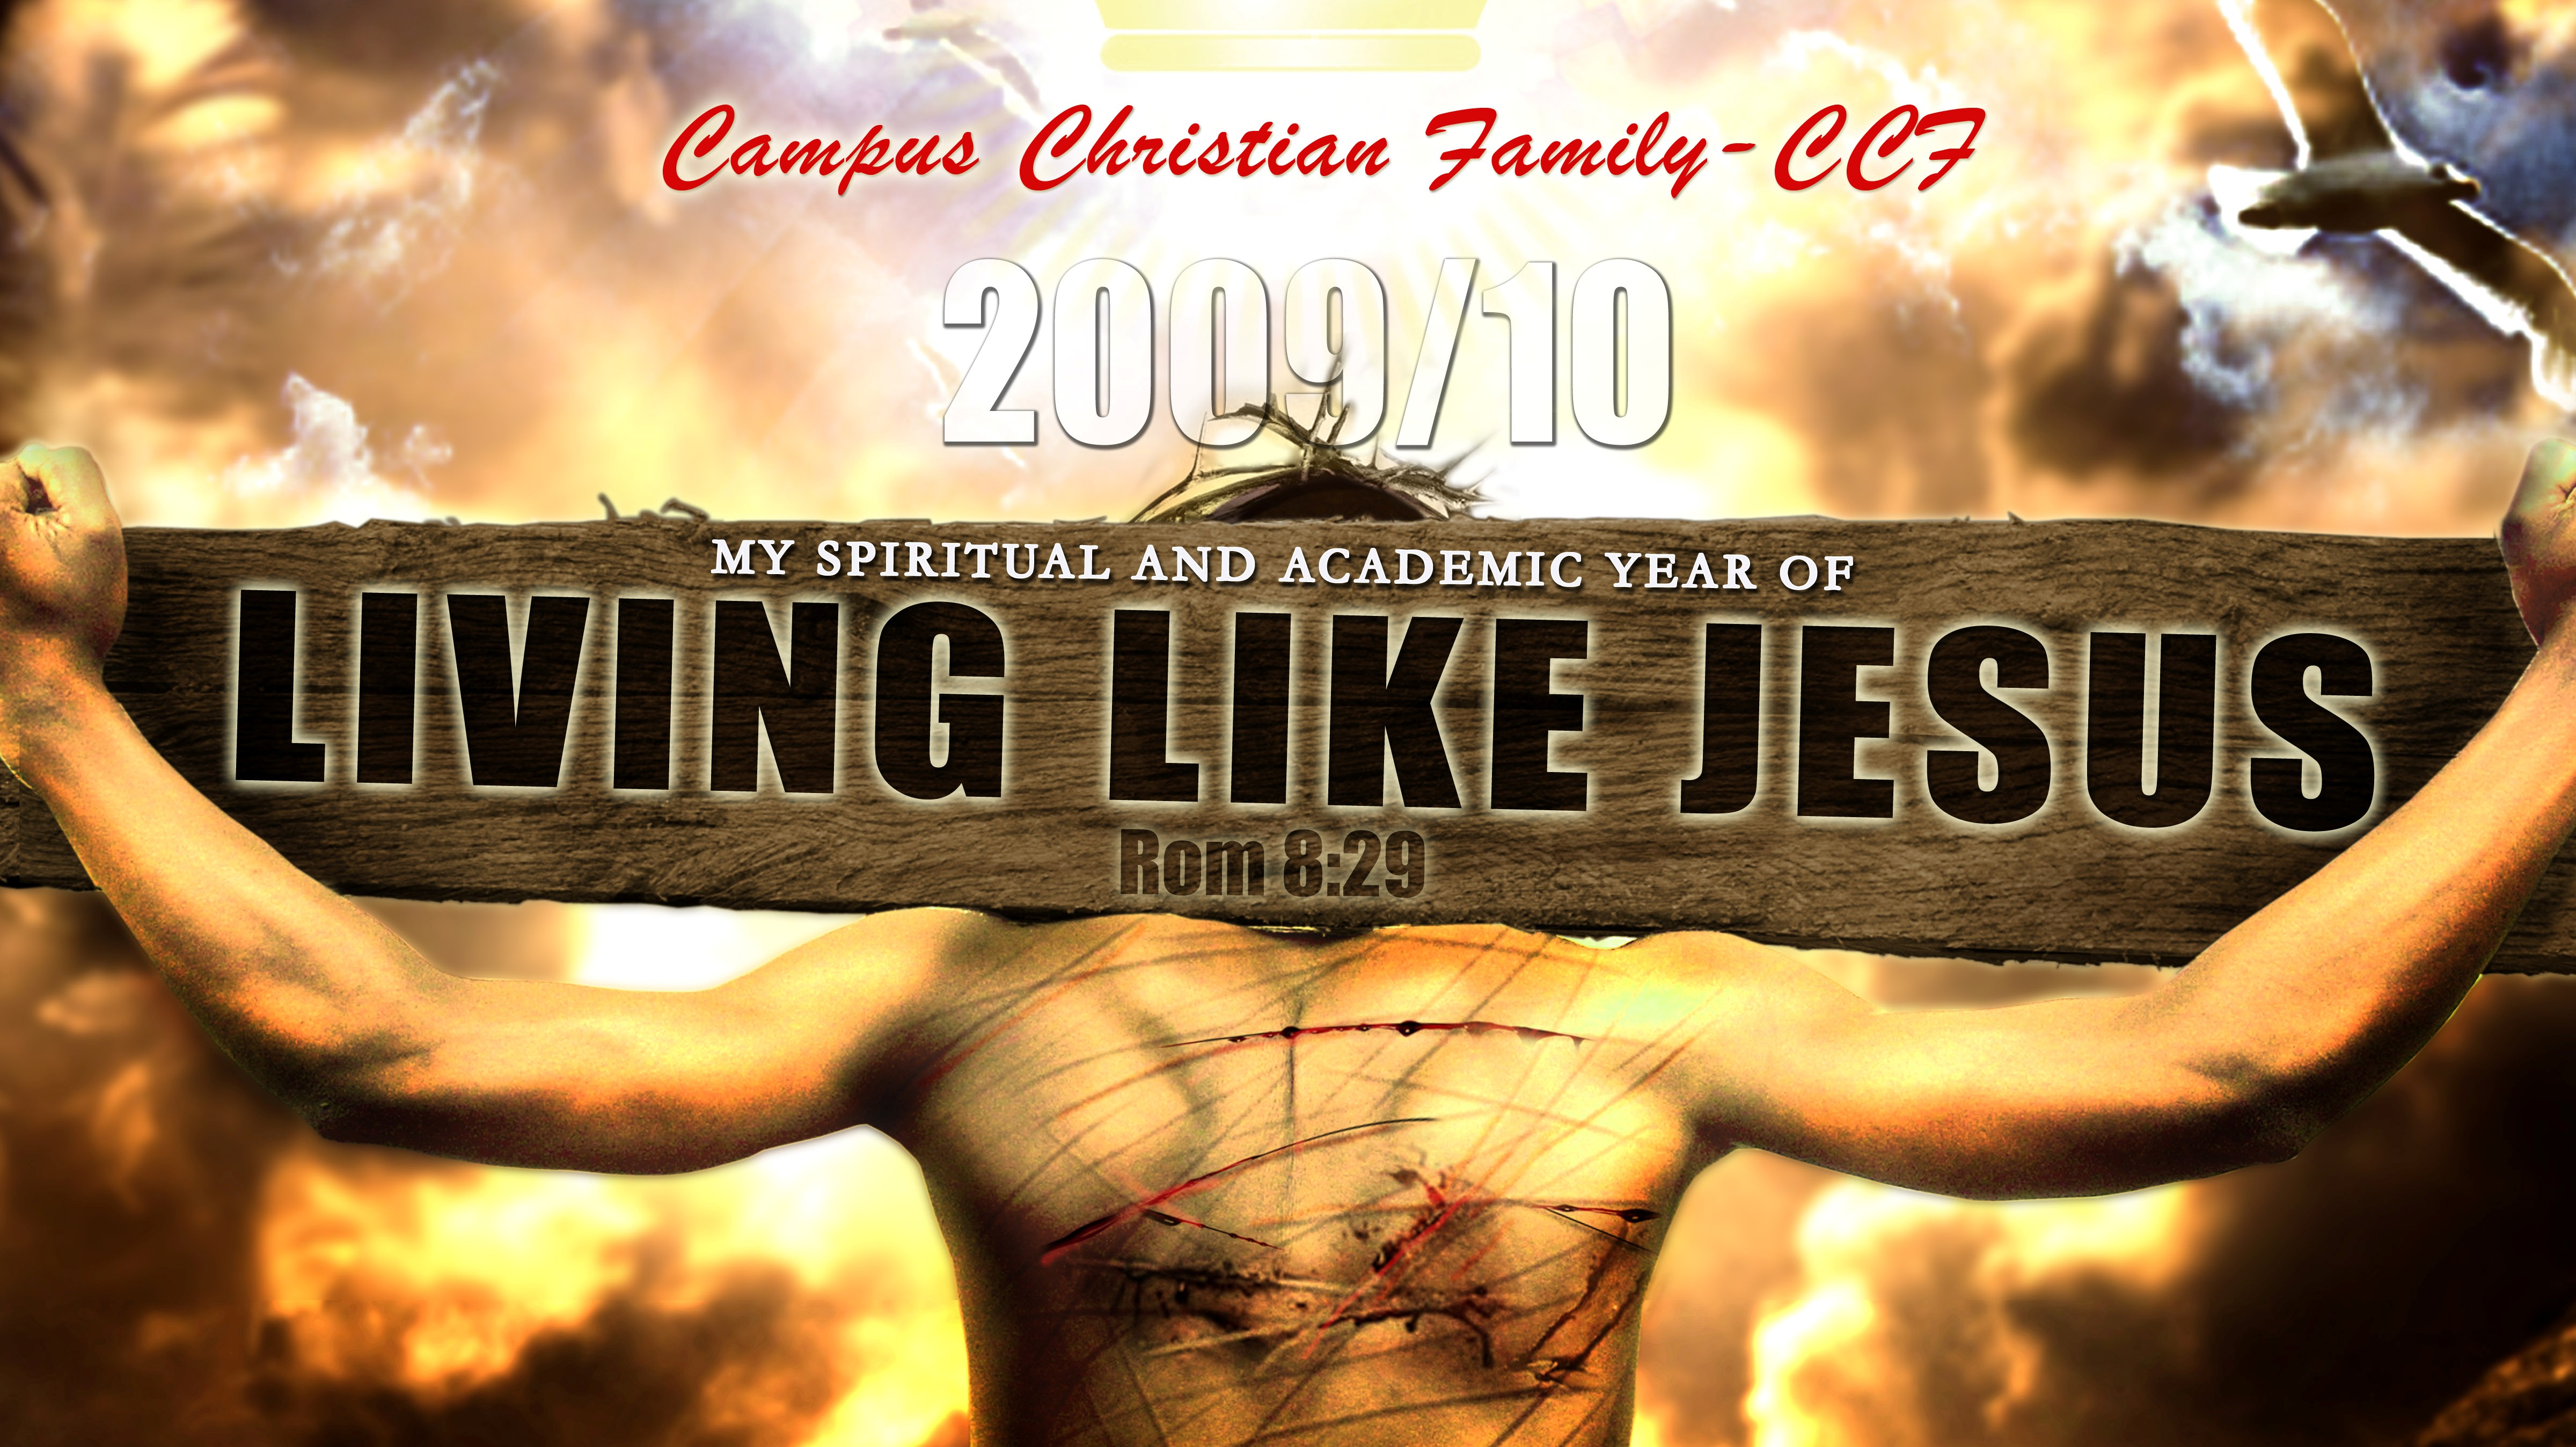 Campus Christian Family-CCF
2009/10
MY SPIRITUAL AND ACADEMIC YEAR OF
LIVING LIKE JESUS
Rom 8:29